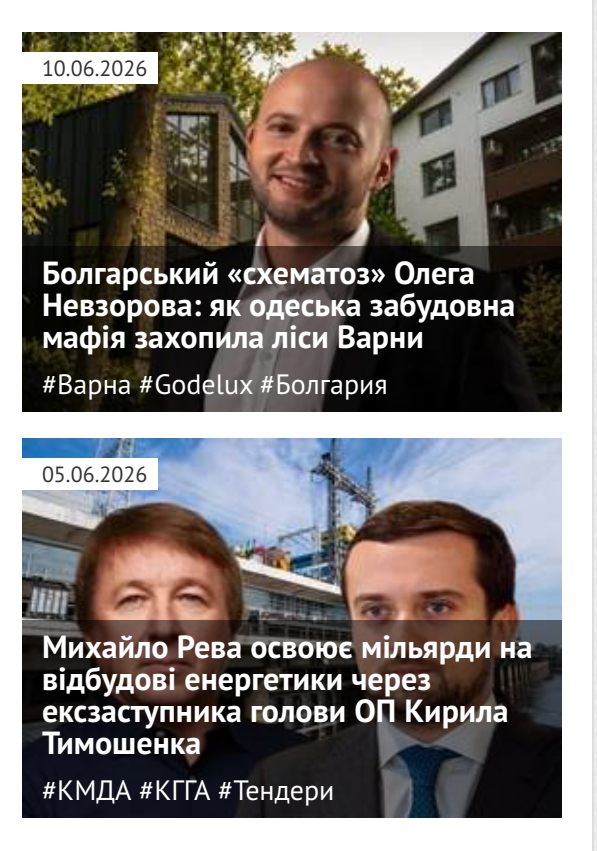 10.06.2026
Болгарський «схематоз» Олега
Невзорова: як одеська забудовна
мафія захопила ліси Варни
#Варна #Godelux #Болгария
05.06.2026
Михайло Рева освоює мільярди на
відбудові енергетики через
ексзаступника голови ОП Кирила
Тимошенка
#КМДА #КГГА #Тендери